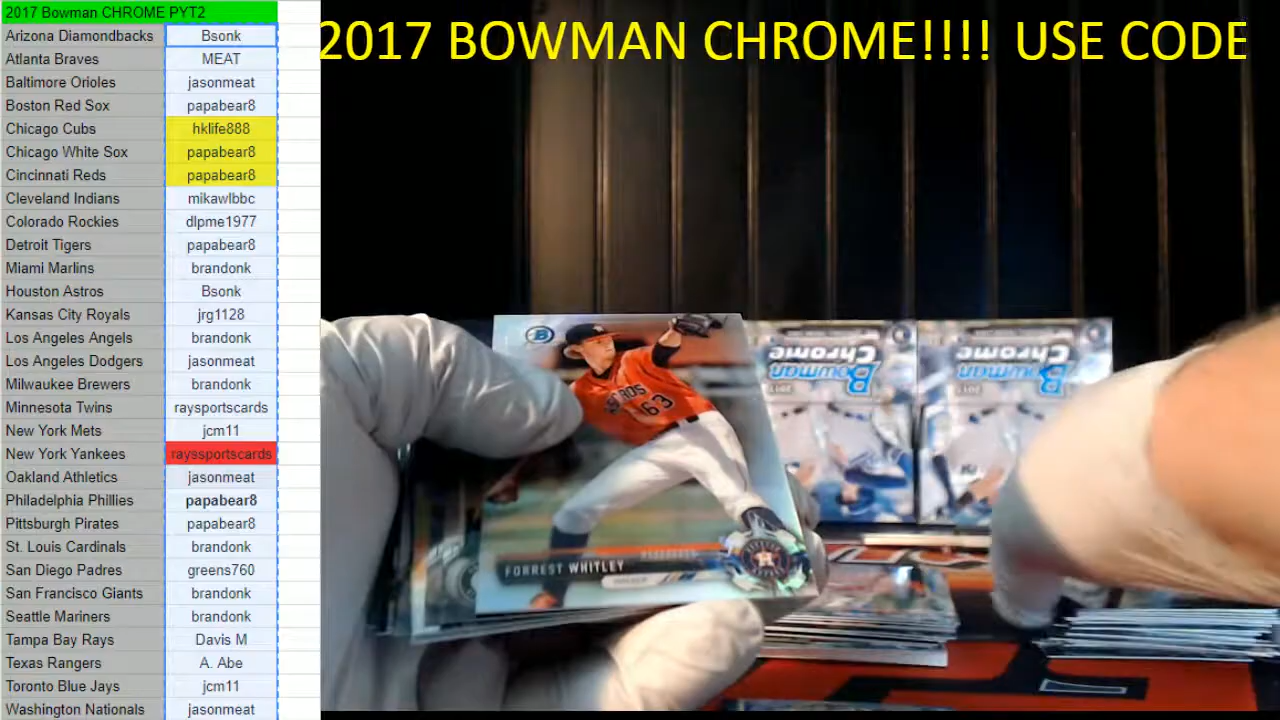 2017 Bowman CHROME PYT2
Arizona Diamondbacks Bsonk
Atlanta Braves MEAT
Baltimore Orioles jasonmeat
Boston Red Sox papabear8
Chicago Cubs hklife888
Chicago White Sox papabear8
Cincinnati Reds papabear8
Cleveland Indians mikawlbbc
Colorado Rockies dlpme1977
Detroit Tigers papabear8
Miami Marlins brandonk
Houston Astros Bsonk
Kansas City Royals jrg1128
Los Angeles Angels brandonk
Los Angeles Dodgers jasonmeat
Milwaukee Brewers brandonk
Minnesota Twins raysportscards
New York Mets jcm11
New York Yankees rayssportscards
Oakland Athletics jasonmeat
Philadelphia Phillies papabear8
Pittsburgh Pirates papabear8
St. Louis Cardinals brandonk
San Diego Padres greens760
San Francisco Giants brandonk
Seattle Mariners brandonk
Tampa Bay Rays Davis M
Texas Rangers A. Abe
Toronto Blue Jays jcm11
Washington Nationals jasonmeat
2017 BOWMAN CHROME!!!! USE CODE
B
63
FORREST WHITLEY
H
Bowman
Chrome
Bowman
Chrome